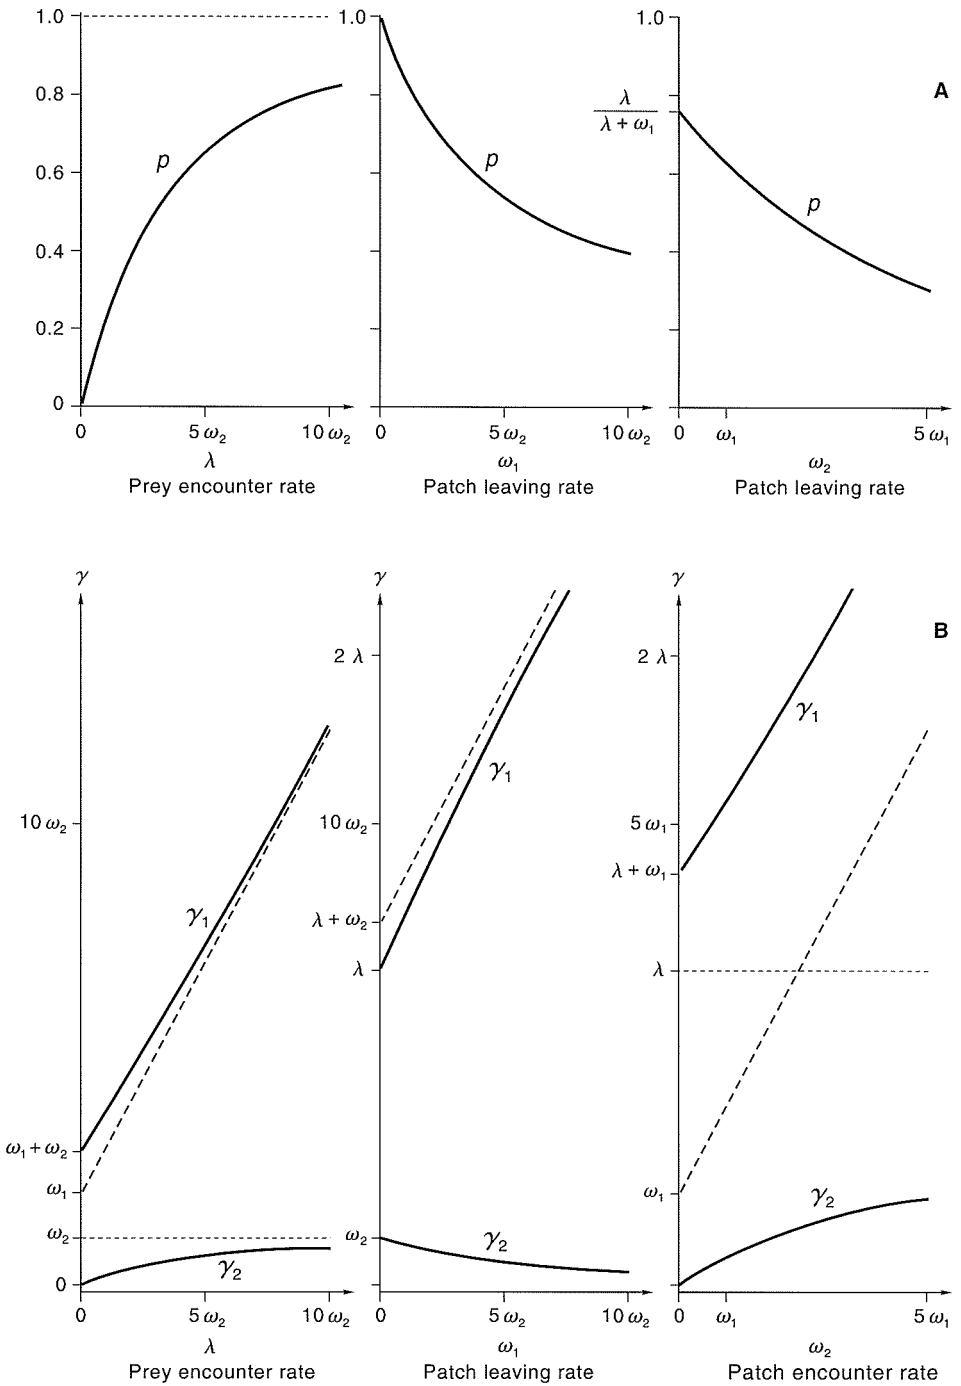 1.0
0.8
0.6
0.4
0.2
0
p
0 5ω₂ 10ω₂
λ
Prey encounter rate
1.0
p
0 5ω₂ 10ω₂
ω₁
Patch leaving rate
1.0
λ
λ + ω₁
p
A
0 ω₁ 5ω₁
ω₂
Patch leaving rate
γ
10ω₂
ω₁ + ω₂
ω₁
ω₂
0
γ₁
γ₂
0 5ω₂ 10ω₂
λ
Prey encounter rate
γ
2 λ
10ω₂
λ + ω₂
λ
ω₂
γ₁
γ₂
0 5ω₂ 10ω₂
ω₁
Patch leaving rate
γ
B
2 λ
5ω₁
λ + ω₁
λ
ω₁
γ₁
γ₂
0 ω₁ 5ω₁
ω₂
Patch encounter rate